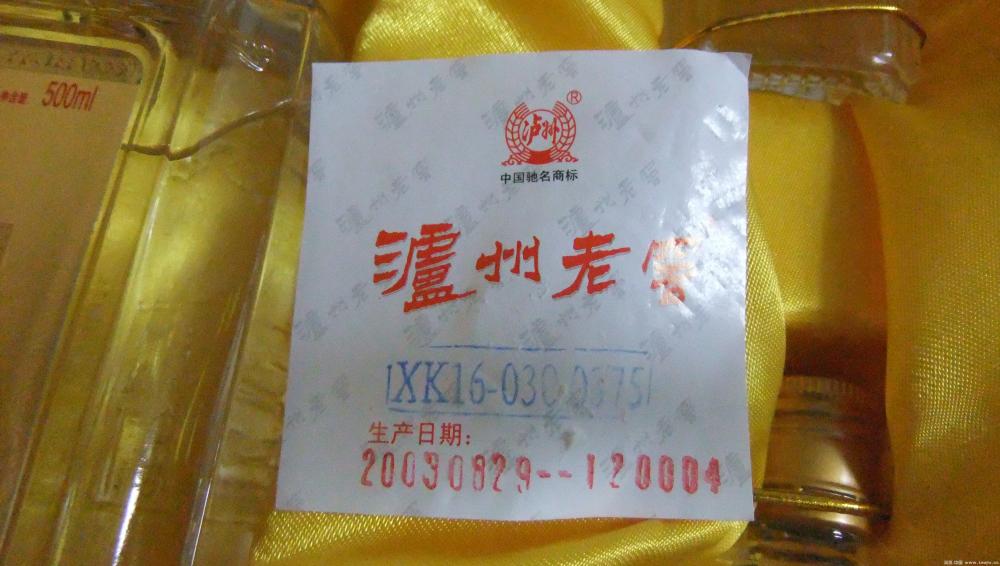 500ml
泸州
®
中国驰名商标
泸州老窖
XK16-030 0375
生产日期:
20030829--120004